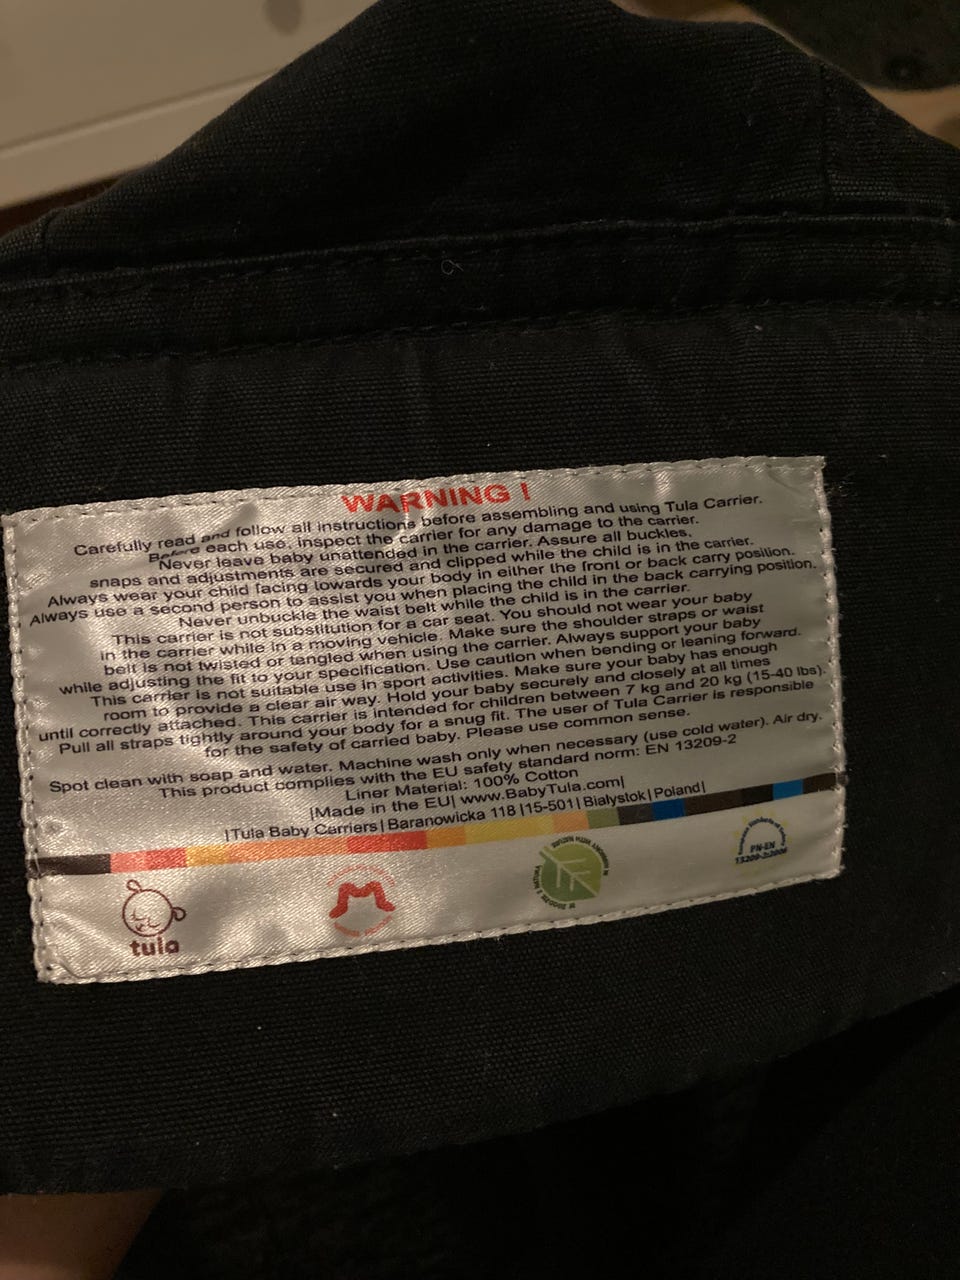 WARNING !
Carefully read and follow all instructions before assembling and using Tula Carrier.
Before each use, inspect the carrier for any damage to the carrier.
Never leave baby unattended in the carrier. Assure all buckles,
snaps and adjustments are secured and clipped while the child is in the carrier.
Always wear your child facing towards your body in either the front or back carry position.
Always use a second person to assist you when placing the child in the back carrying position.
Never unbuckle the waist belt while the child is in the carrier.
This carrier is not substitution for a car seat. You should not wear your baby
in the carrier while in a moving vehicle. Make sure the shoulder straps or waist
belt is not twisted or tangled when using the carrier. Always support your baby
while adjusting the fit to your specification. Use caution when bending or leaning forward.
This carrier is not suitable use in sport activities. Make sure your baby has enough
room to provide a clear air way. Hold your baby securely and closely at all times
until correctly attached. This carrier is intended for children between 7 kg and 20 kg (15-40 lbs).
Pull all straps tightly around your body for a snug fit. The user of Tula Carrier is responsible
for the safety of carried baby. Please use common sense.
Spot clean with soap and water. Machine wash only when necessary (use cold water). Air dry.
This product complies with the EU safety standard norm: EN 13209-2
Liner Material: 100% Cotton
|Made in the EU| www.BabyTula.com|
|Tula Baby Carriers| Baranowicka 118 |15-501| Bialystok | Poland|
tula
PN-EN
13209-2:2006